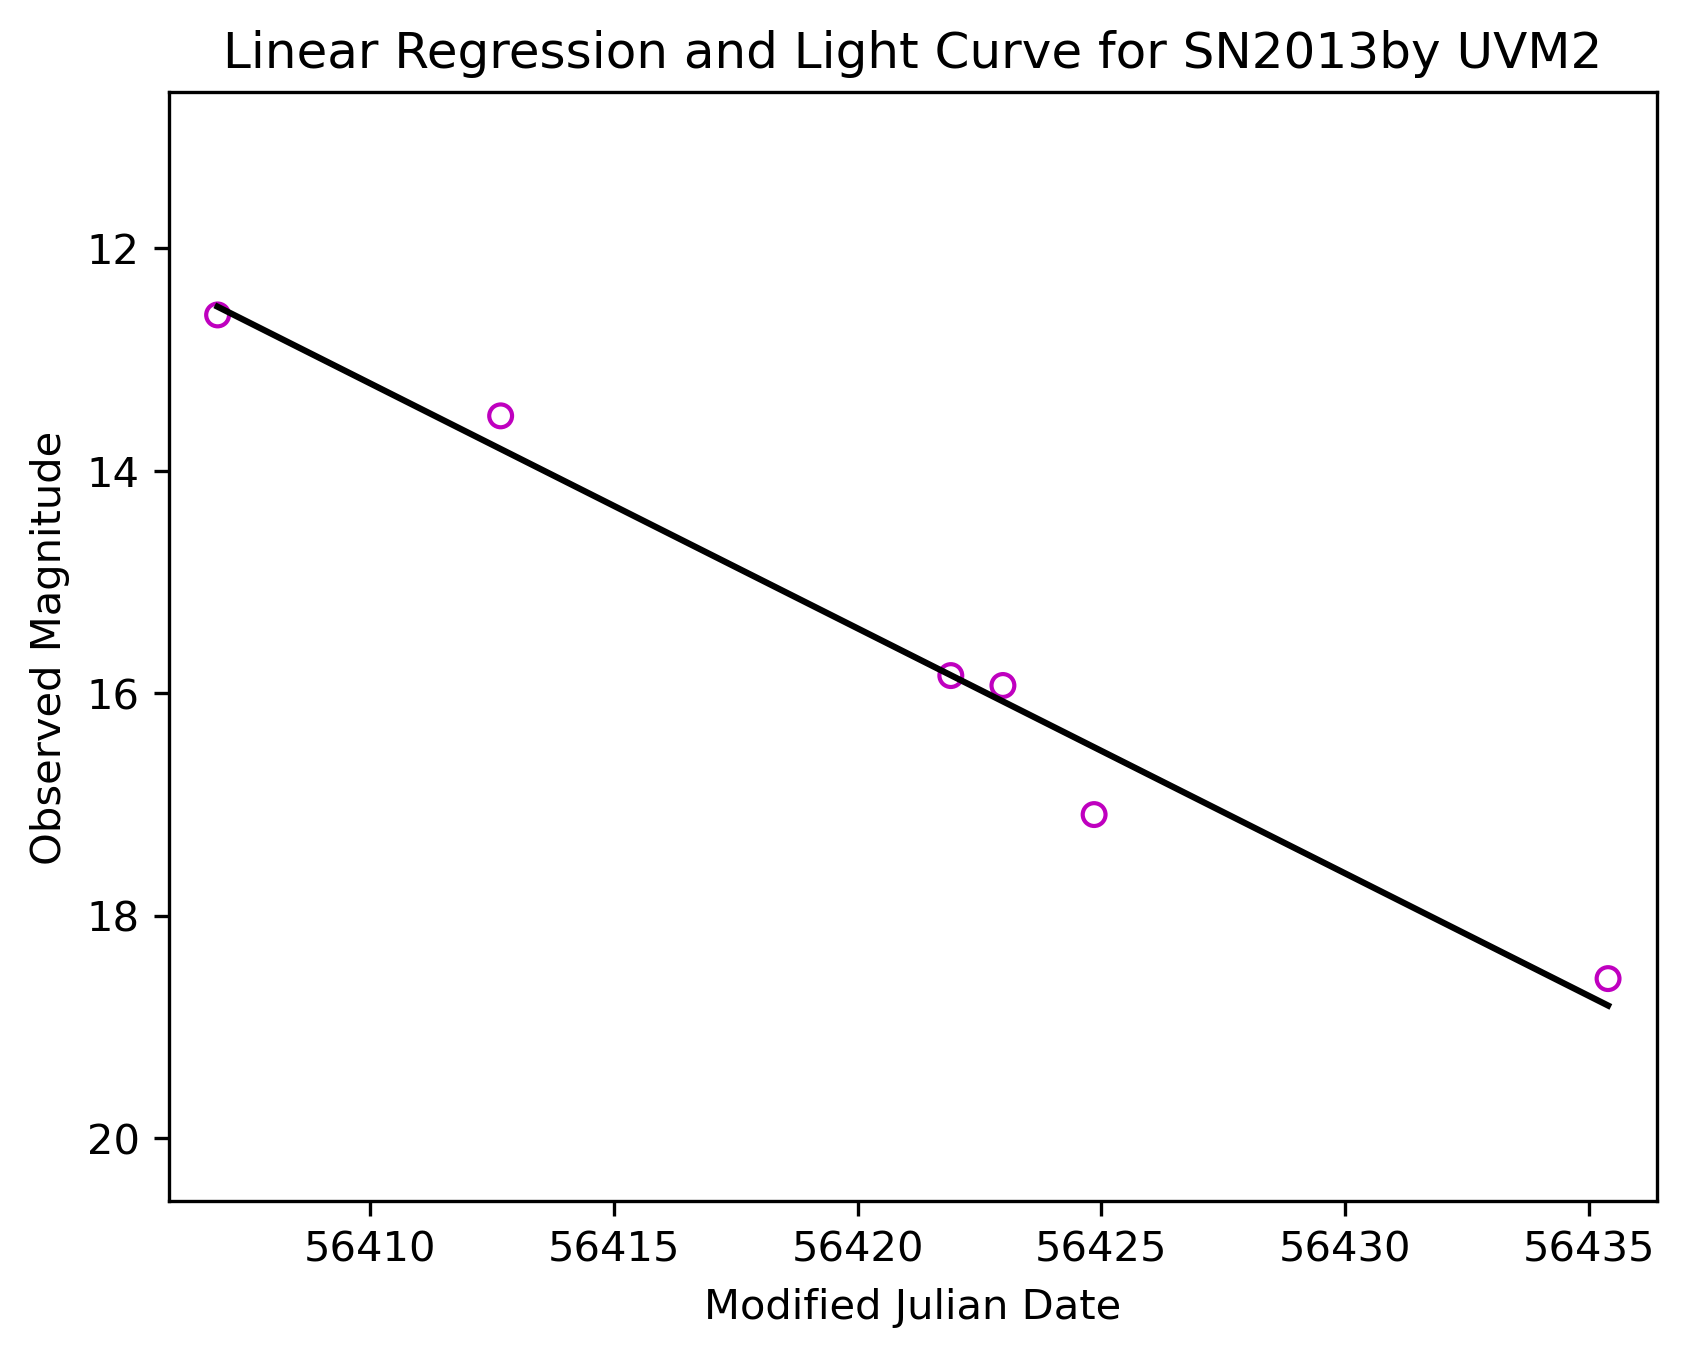 Linear Regression and Light Curve for SN2013by UVM2
Observed Magnitude
12
14
16
18
20
56410 56415 56420 56425 56430 56435
Modified Julian Date